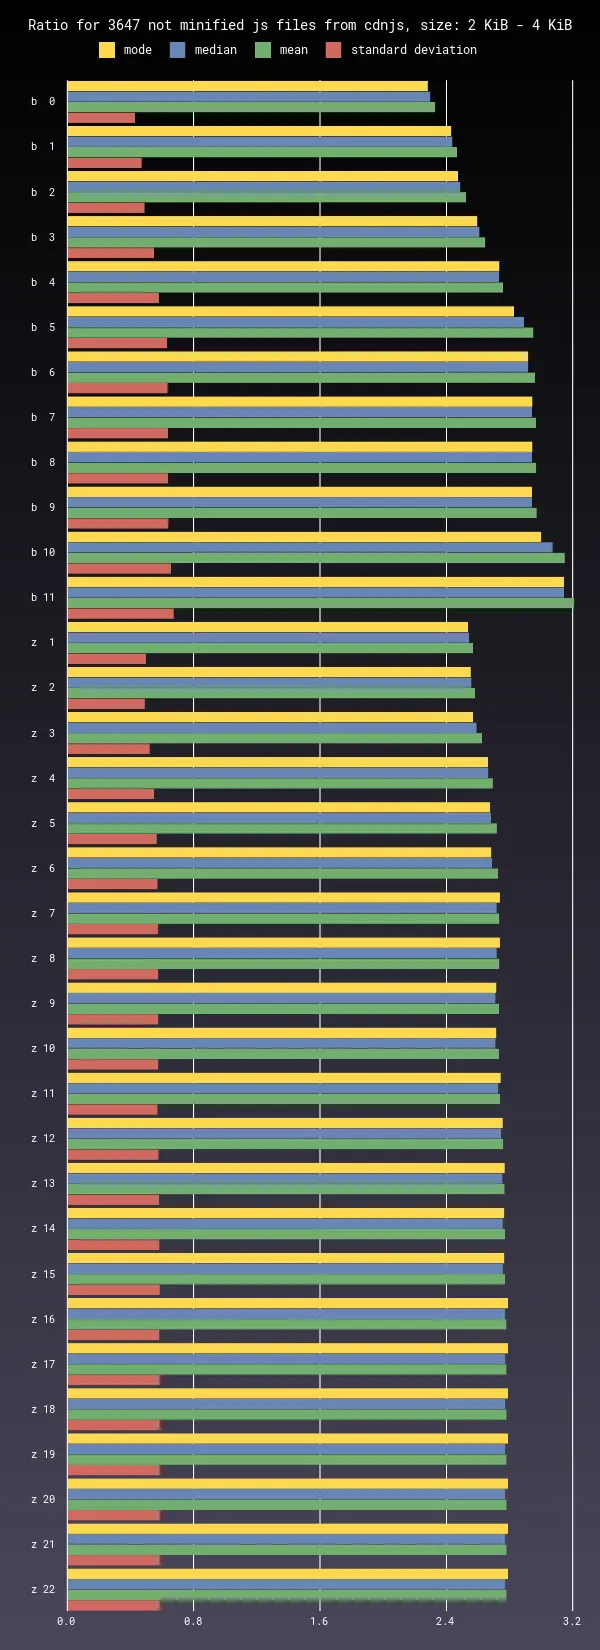 Ratio for 3647 not minified js files from cdnjs, size: 2 KiB - 4 KiB
mode median mean standard deviation
b 0
b 1
b 2
b 3
b 4
b 5
b 6
b 7
b 8
b 9
b 10
b 11
z 1
z 2
z 3
z 4
z 5
z 6
z 7
z 8
z 9
z 10
z 11
z 12
z 13
z 14
z 15
z 16
z 17
z 18
z 19
z 20
z 21
z 22
0.0 0.8 1.6 2.4 3.2